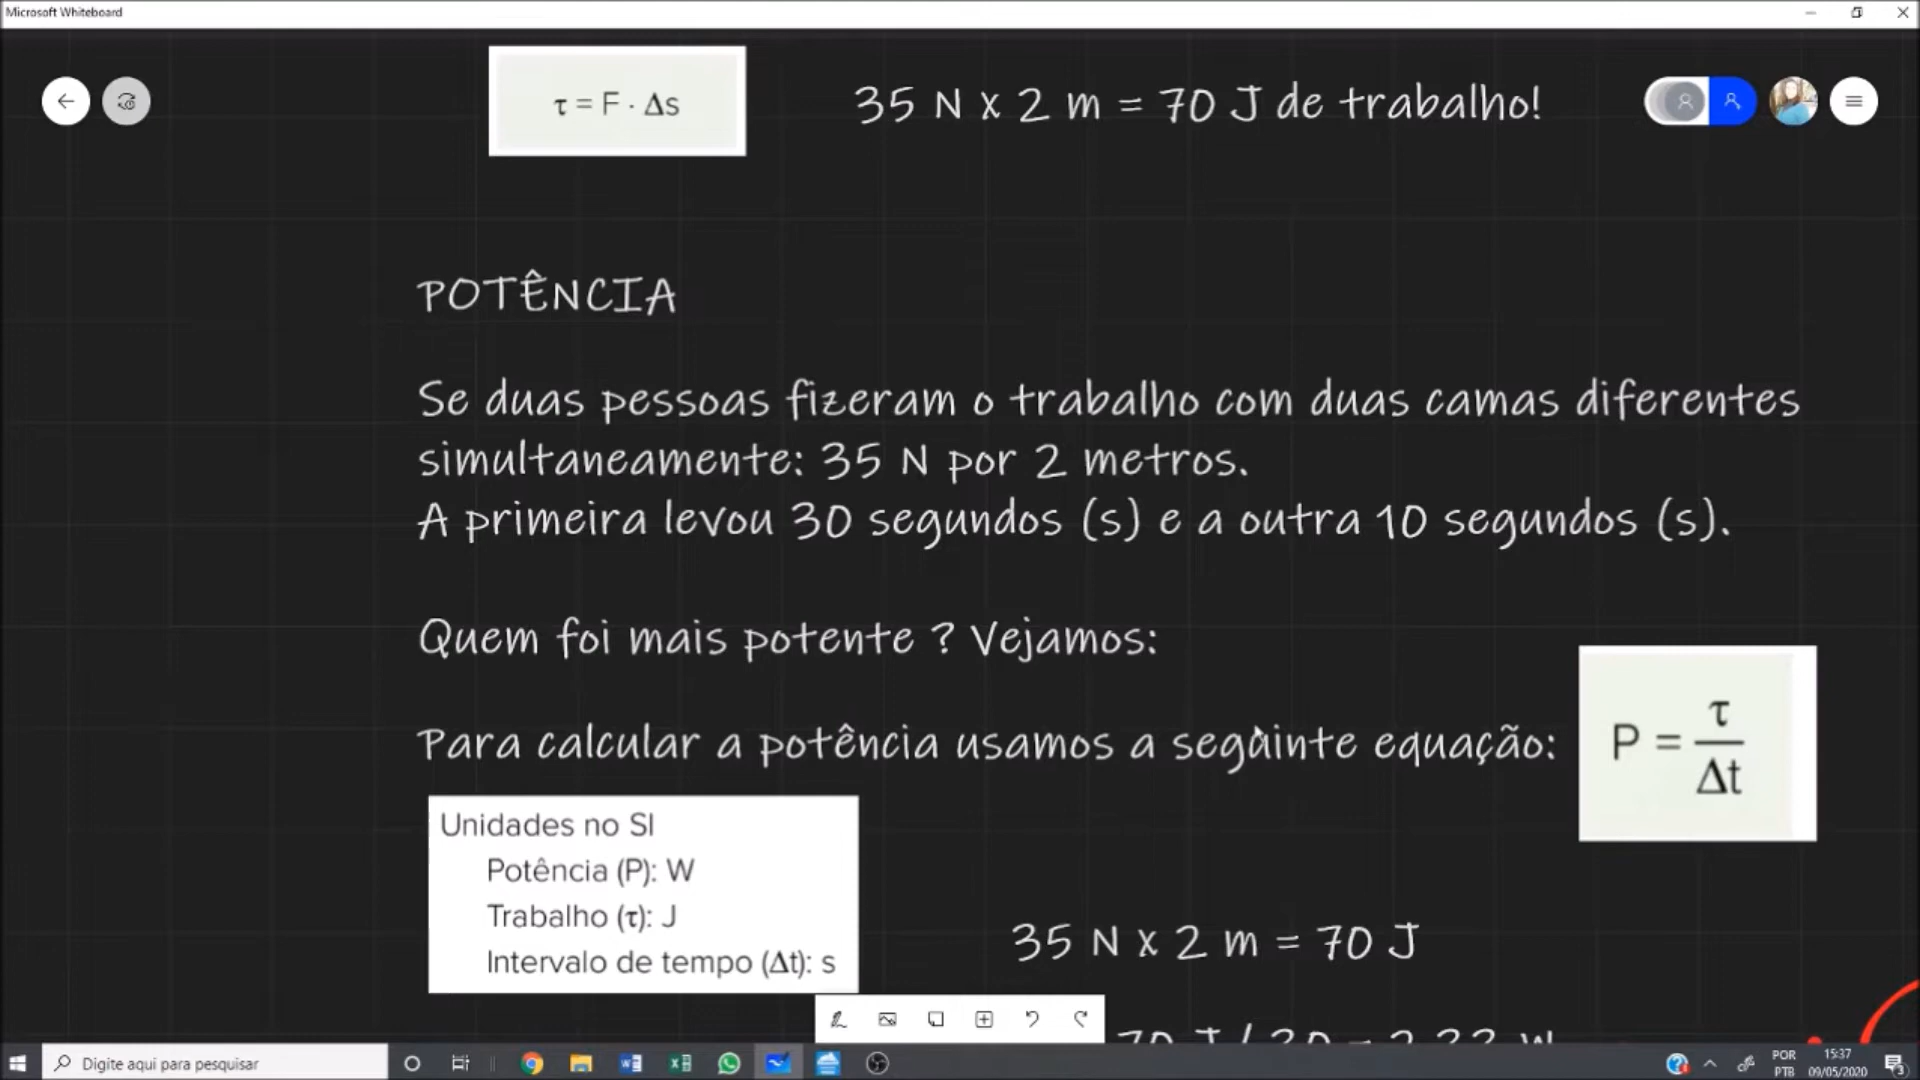 Microsoft Whiteboard
τ = F · Δs
35 N x 2 m = 70 J de trabalho!
POTÊNCIA
Se duas pessoas fizeram o trabalho com duas camas diferentes
simultaneamente: 35 N por 2 metros.
A primeira levou 30 segundos (s) e a outra 10 segundos (s).
Quem foi mais potente ? Vejamos:
Para calcular a potência usamos a seguinte equação:
P = τ / Δt
Unidades no SI
Potência (P): W
Trabalho (τ): J
Intervalo de tempo (Δt): s
35 N x 2 m = 70 J
Digite aqui para pesquisar
POR
PTB
15:37
09/05/2020